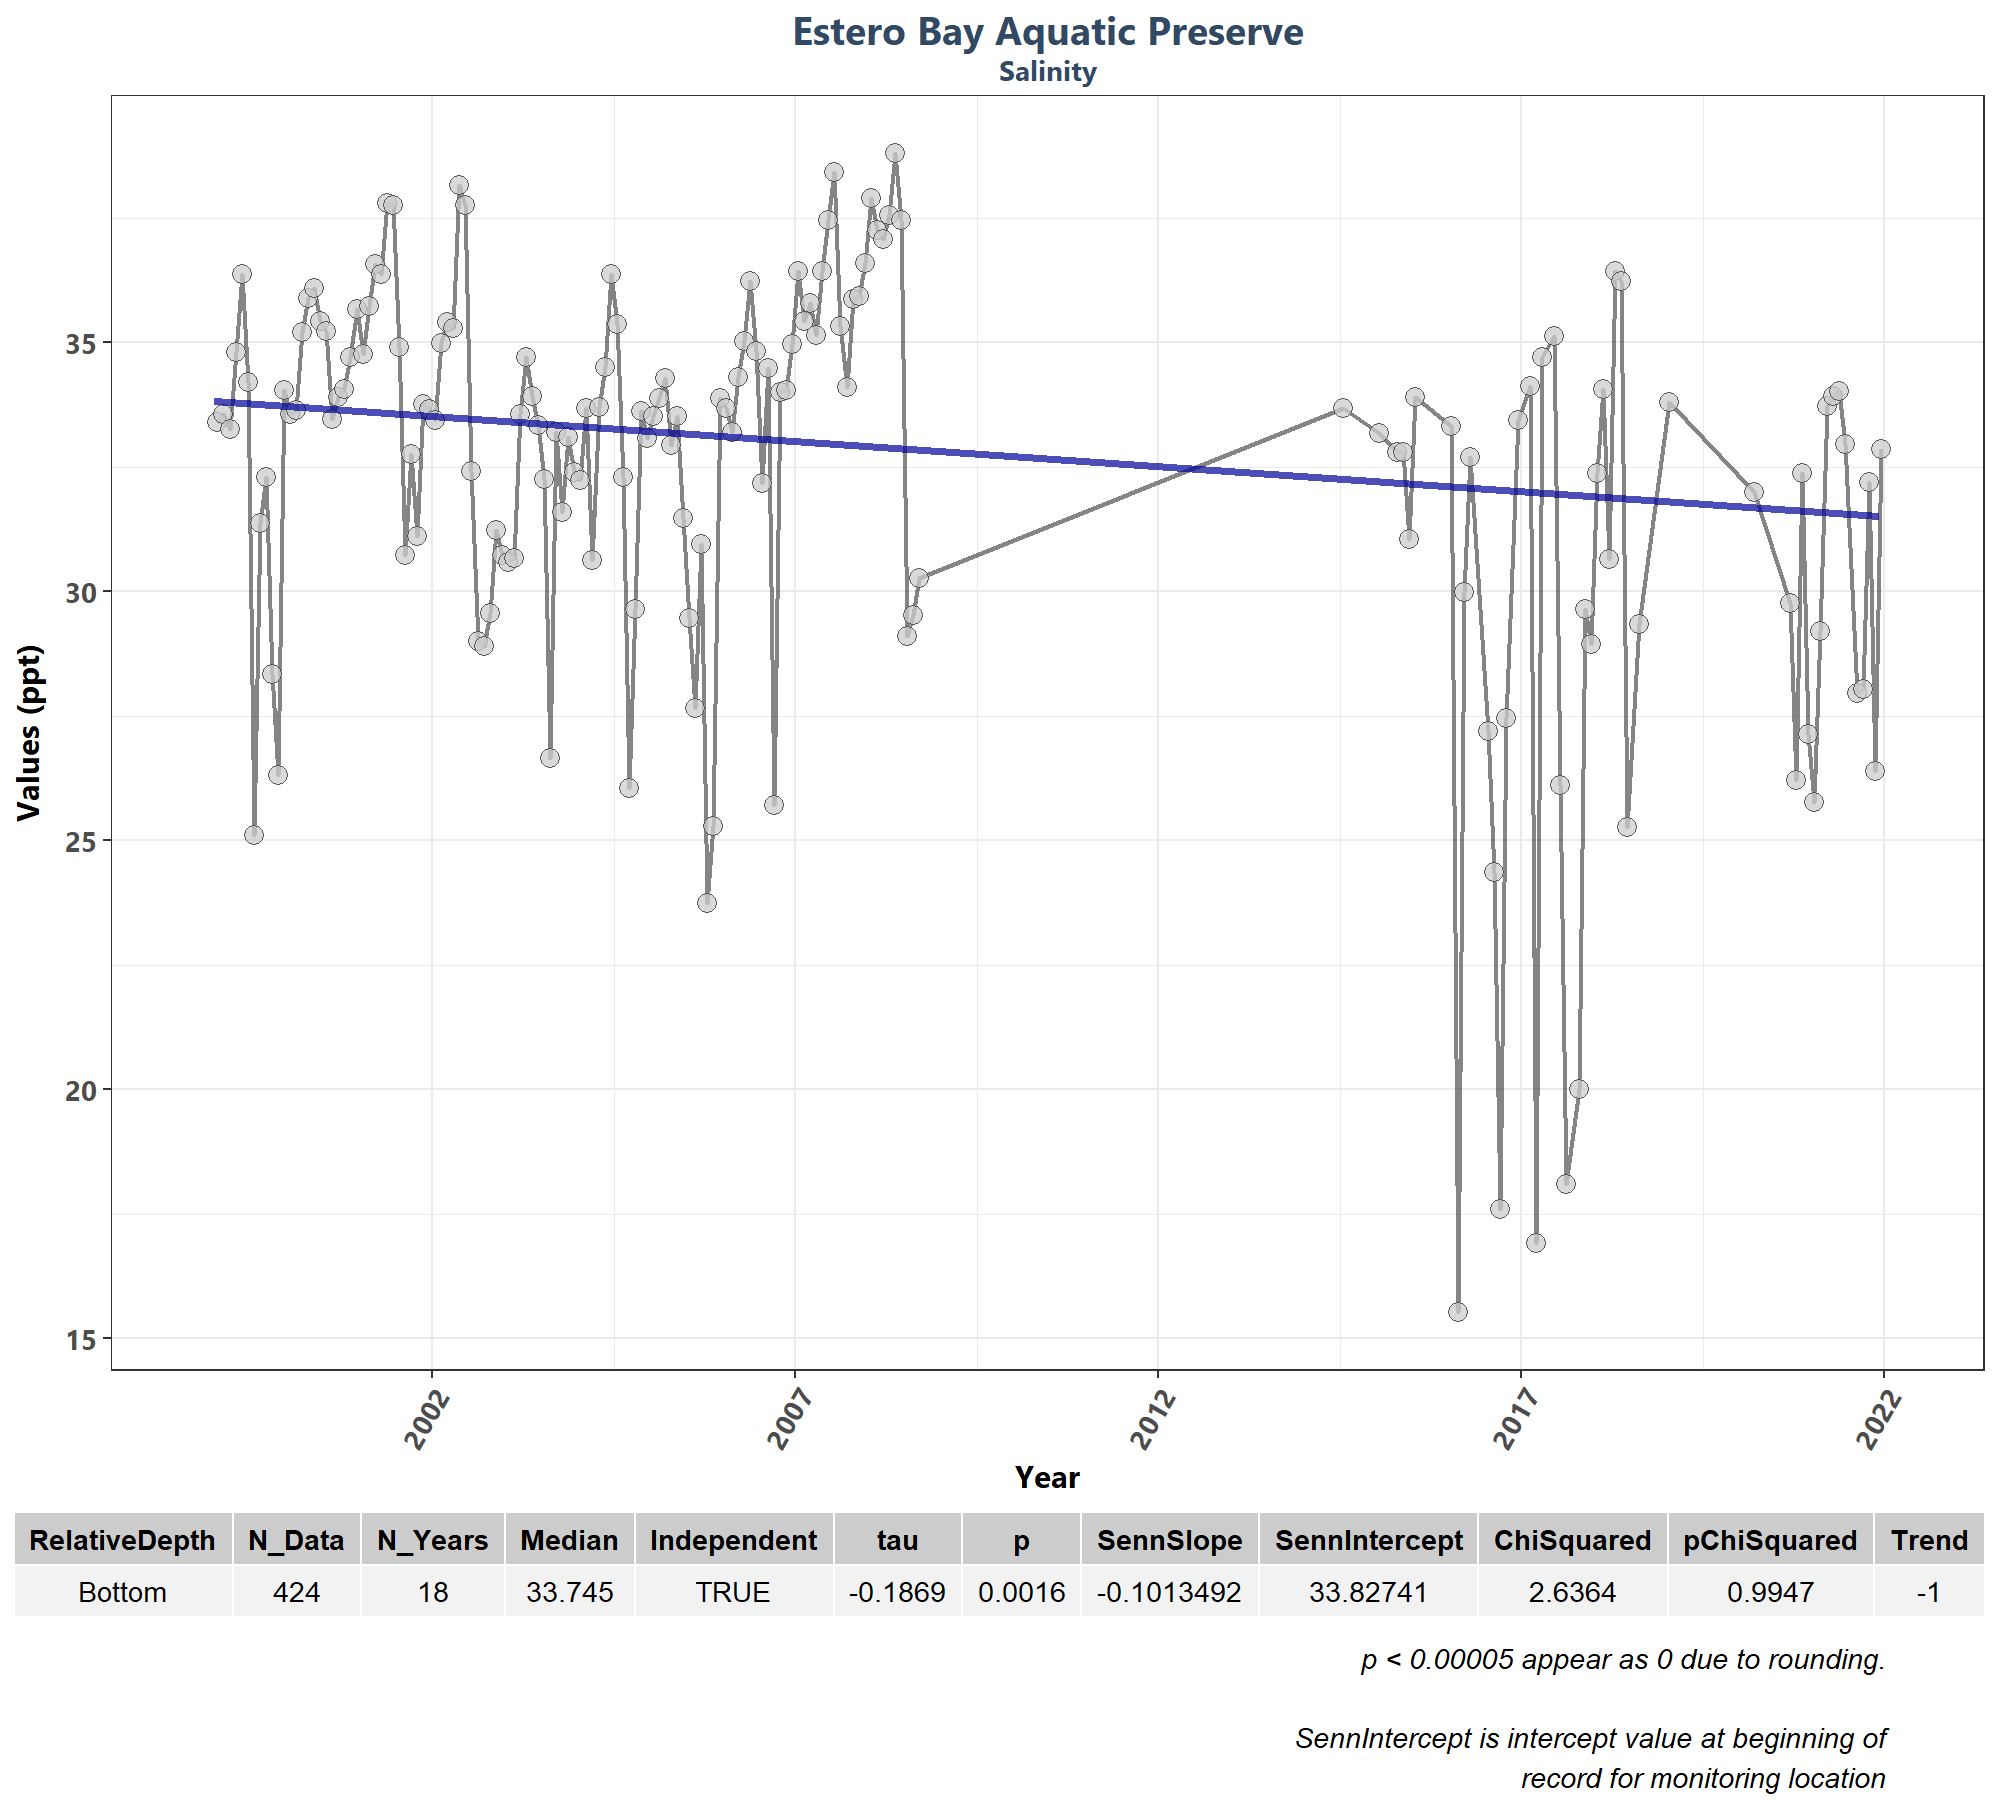 Estero Bay Aquatic Preserve
Salinity
Values (ppt)
35
30
25
20
15
2002 2007 2012 2017 2022
Year
RelativeDepth N_Data N_Years Median Independent tau p SennSlope SennIntercept ChiSquared pChiSquared Trend
Bottom 424 18 33.745 TRUE -0.1869 0.0016 -0.1013492 33.82741 2.6364 0.9947 -1
p < 0.00005 appear as 0 due to rounding.
SennIntercept is intercept value at beginning of
record for monitoring location